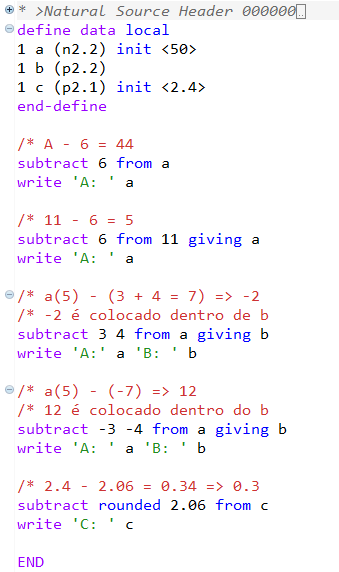 * >Natural Source Header 000000..
define data local
1 a (n2.2) init <50>
1 b (p2.2)
1 c (p2.1) init <2.4>
end-define
/* A - 6 = 44
subtract 6 from a
write 'A: ' a
/* 11 - 6 = 5
subtract 6 from 11 giving a
write 'A: ' a
/* a(5) - (3 + 4 = 7) => -2
/* -2 é colocado dentro de b
subtract 3 4 from a giving b
write 'A:' a 'B: ' b
/* a(5) - (-7) => 12
/* 12 é colocado dentro do b
subtract -3 -4 from a giving b
write 'A: ' a 'B: ' b
/* 2.4 - 2.06 = 0.34 => 0.3
subtract rounded 2.06 from c
write 'C: ' c
END